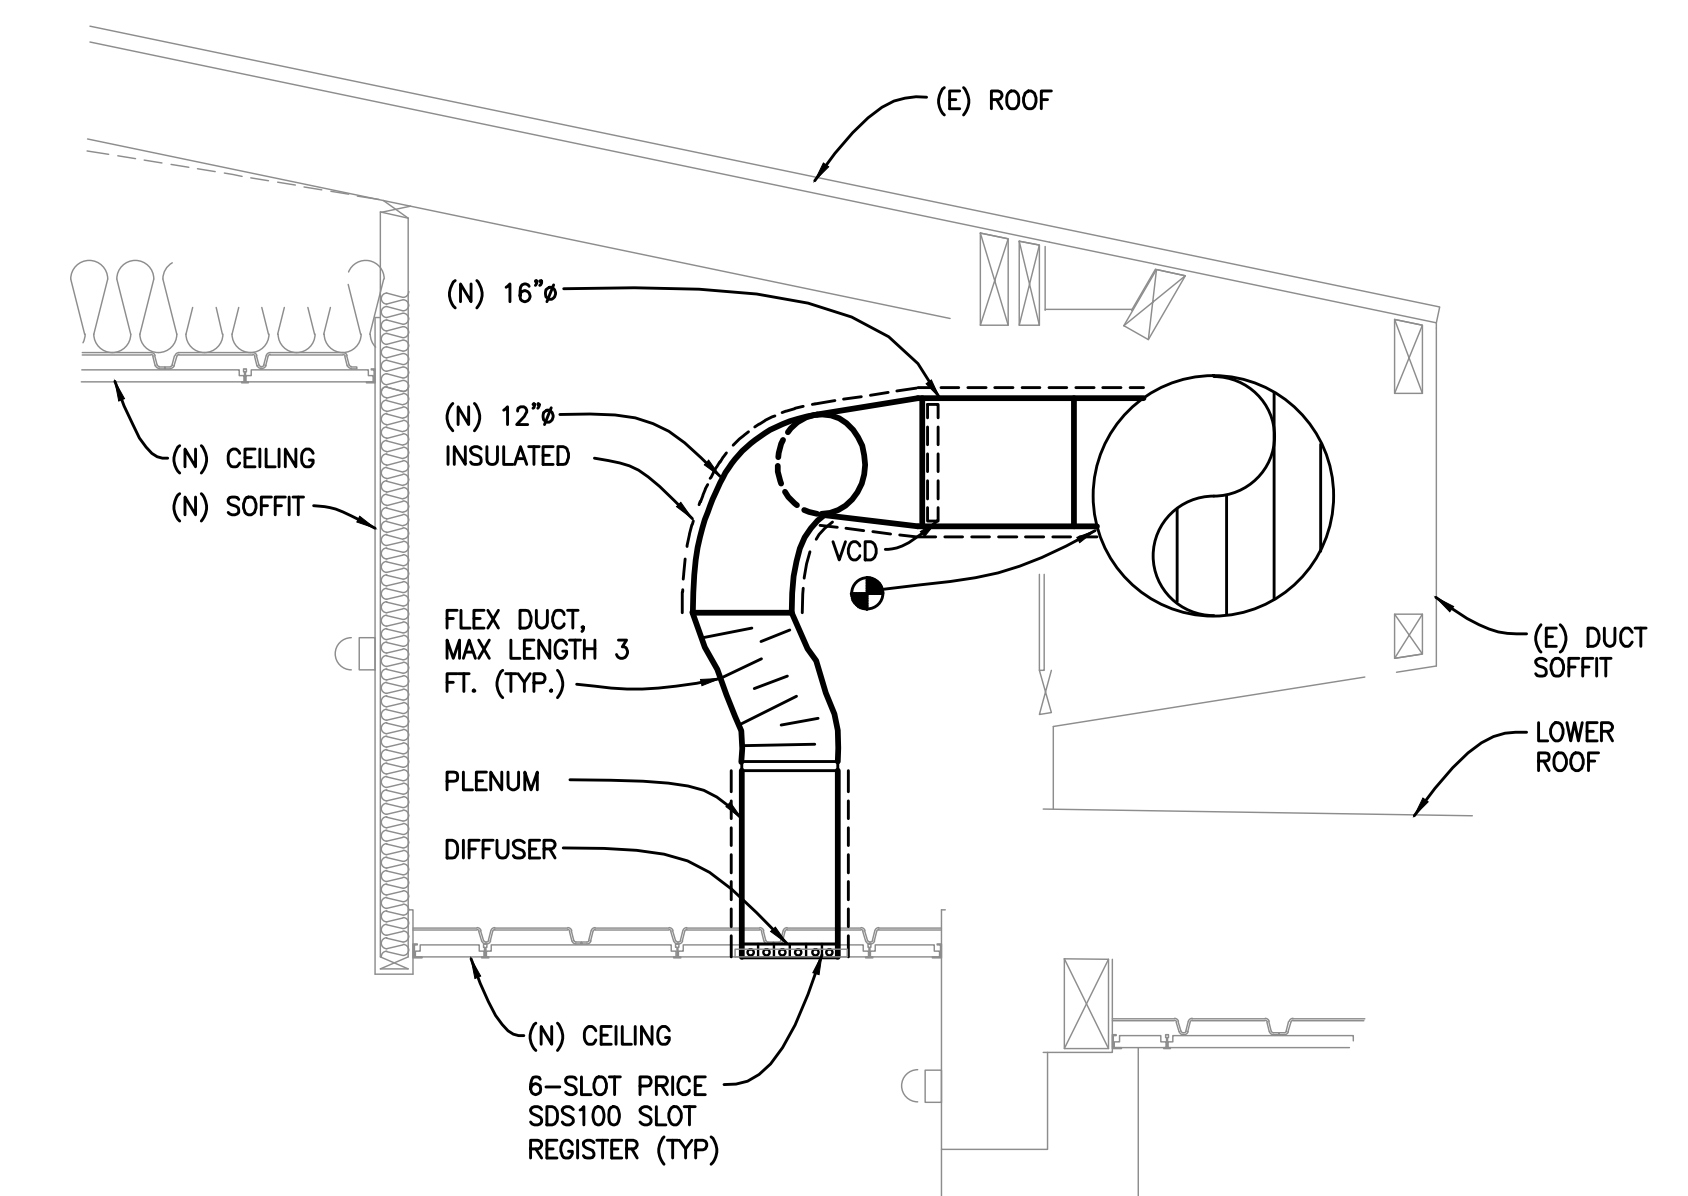 (E) ROOF
(N) 16"ø
(N) 12"ø
INSULATED
(N) CEILING
(N) SOFFIT
VCD
FLEX DUCT,
MAX LENGTH 3
FT. (TYP.)
(E) DUCT
SOFFIT
LOWER
ROOF
PLENUM
DIFFUSER
(N) CEILING
6-SLOT PRICE
SDS100 SLOT
REGISTER (TYP)